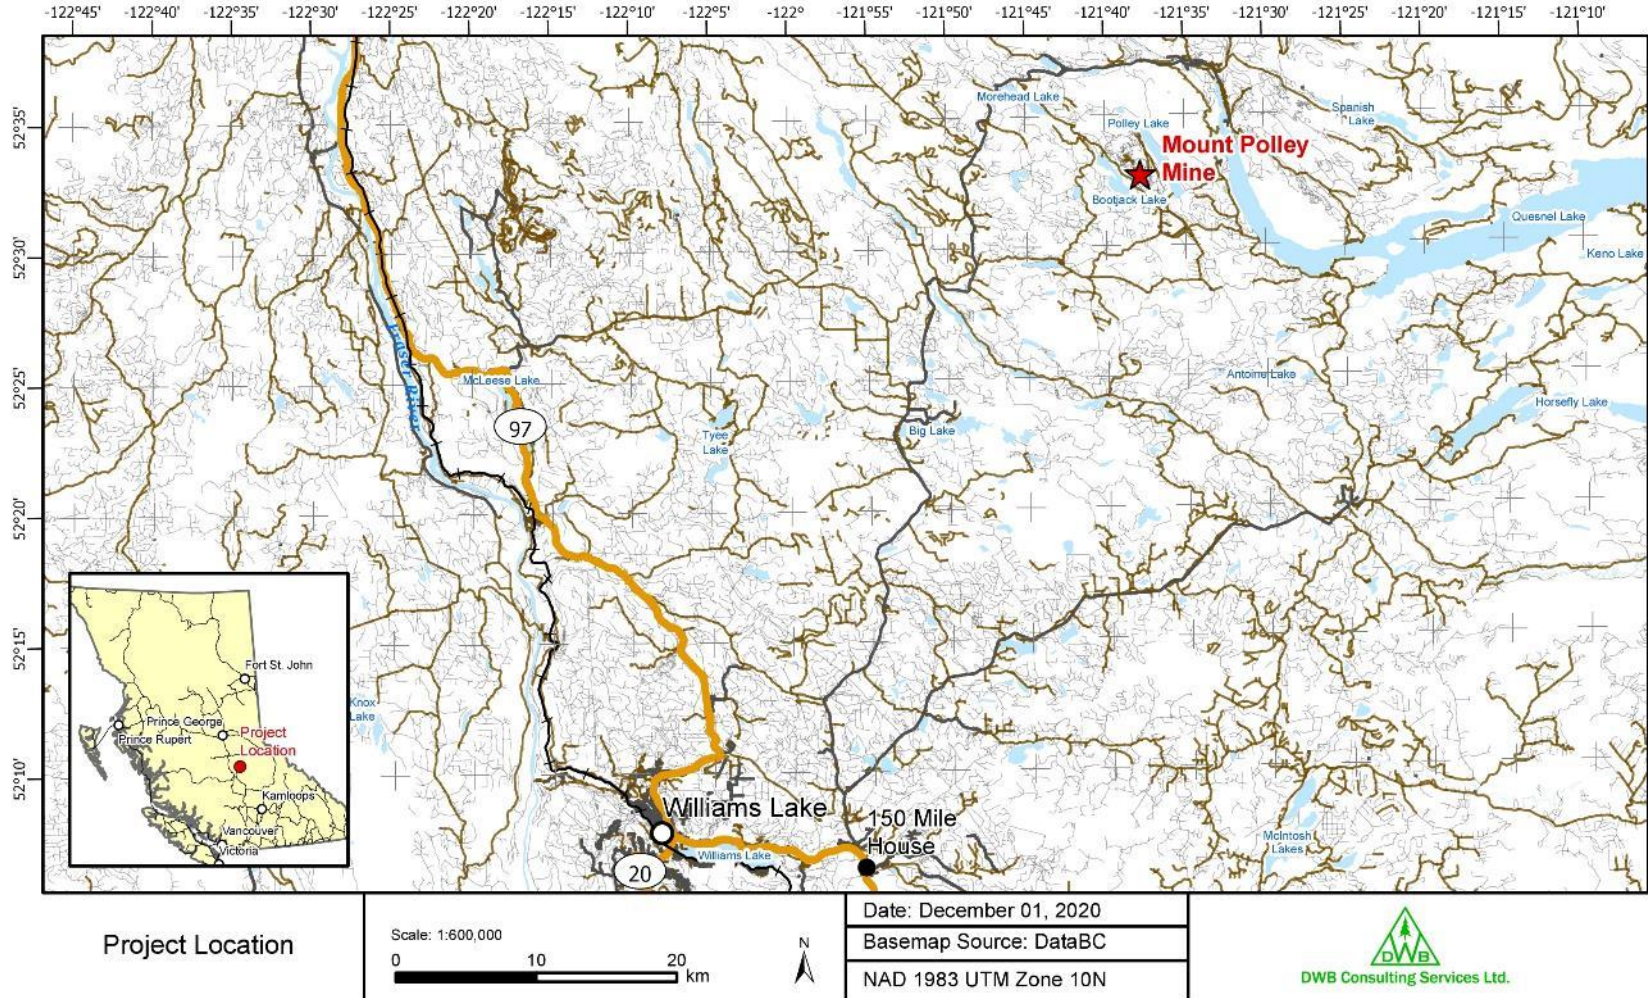 -122°45'
-122°40'
-122°35'
-122°30'
-122°25'
-122°20'
-122°15'
-122°10'
-122°5'
-122°
-121°55'
-121°50'
-121°45'
-121°40'
-121°35'
-121°30'
-121°25'
-121°20'
-121°15'
-121°10'
52°35'
52°30'
52°25'
52°20'
52°15'
52°10'
Morehead Lake
Spanish
Lake
Polley Lake
Mount Polley
Mine
Bootjack Lake
Quesnel Lake
Keno Lake
Fraser River
McLeese Lake
97
Antoine Lake
Horsefly Lake
Big Lake
Tyee
Lake
Knox
Lake
Fort St. John
Prince George
Prince Rupert
Project
Location
Kamloops
Vancouver
Victoria
Williams Lake
150 Mile
House
Williams Lake
20
McIntosh
Lakes
Project Location
Scale: 1:600,000
0 10 20
km
N
Date: December 01, 2020
Basemap Source: DataBC
NAD 1983 UTM Zone 10N
DWB
DWB Consulting Services Ltd.